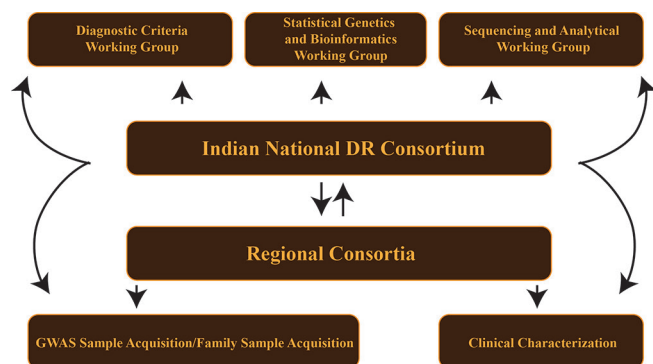 Diagnostic Criteria
Working Group
Statistical Genetics
and Bioinformatics
Working Group
Sequencing and Analytical
Working Group
Indian National DR Consortium
Regional Consortia
GWAS Sample Acquisition/Family Sample Acquisition
Clinical Characterization